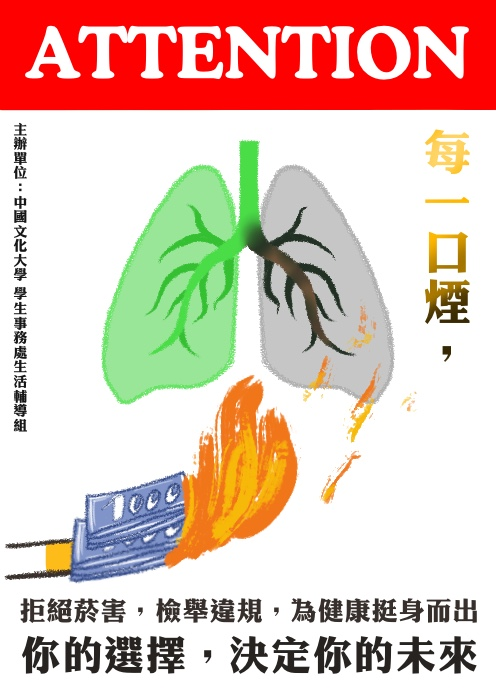 ATTENTION
每一口煙，
主辦單位：中國文化大學 學生事務處生活輔導組
1000
拒絕菸害，檢舉違規，為健康挺身而出
你的選擇，決定你的未來